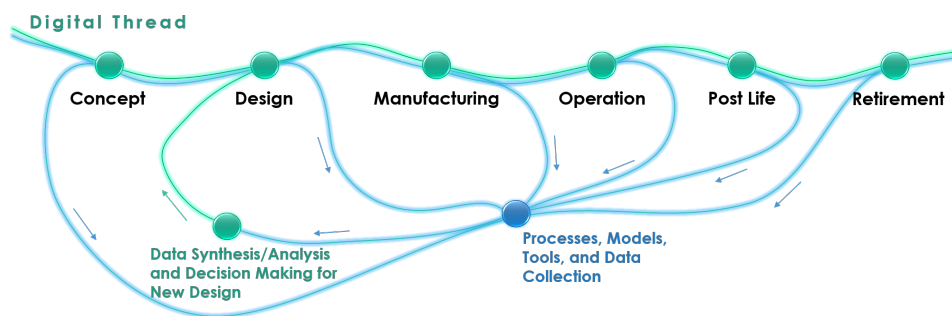 Digital Thread
Concept
Design
Manufacturing
Operation
Post Life
Retirement
Processes, Models,
Tools, and Data
Collection
Data Synthesis/Analysis
and Decision Making for
New Design